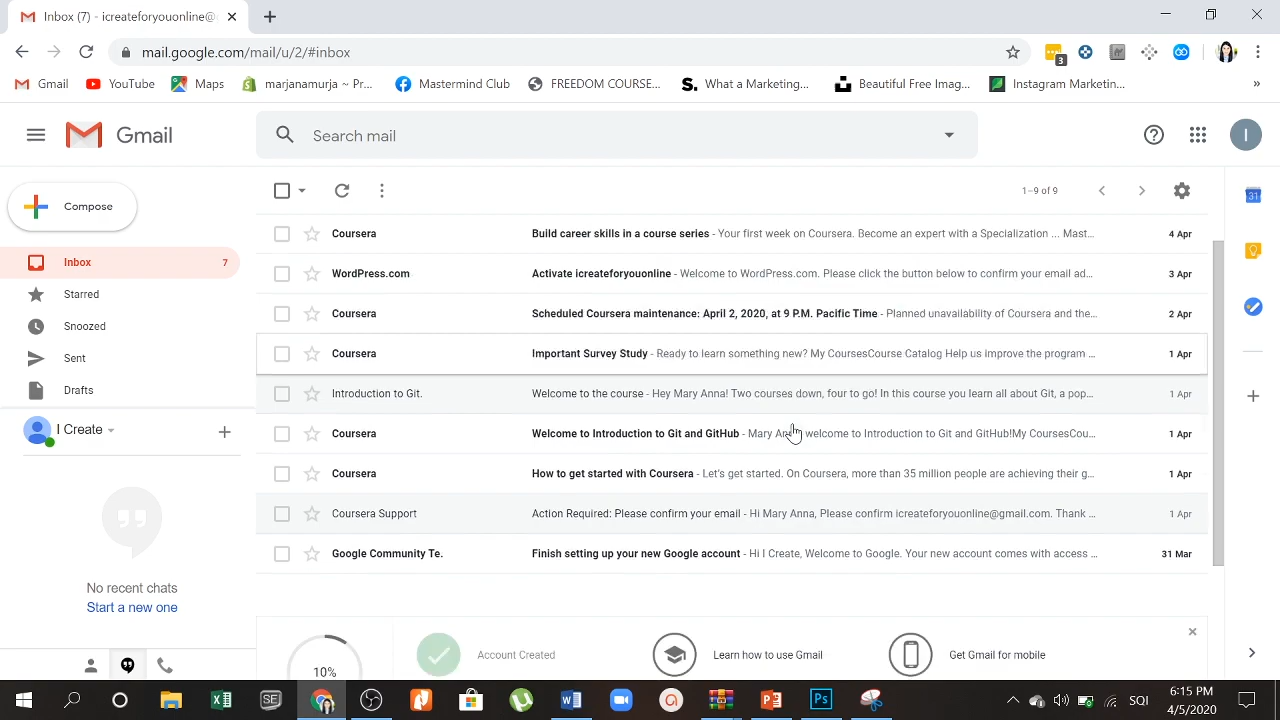 Inbox (7) - icreateforyouonline@
mail.google.com/mail/u/2/#inbox
3
Gmail
YouTube
Maps
marjanamurja ~ Pr...
Mastermind Club
FREEDOM COURSE...
What a Marketing...
Beautiful Free Imag...
Instagram Marketin...
»
Gmail
Search mail
I
Compose
1–9 of 9
31
Inbox 7
Starred
Snoozed
Sent
Drafts
I Create
No recent chats
Start a new one
Coursera Build career skills in a course series - Your first week on Coursera. Become an expert with a Specialization ... Mast... 4 Apr
WordPress.com Activate icreateforyouonline - Welcome to WordPress.com. Please click the button below to confirm your email ad... 3 Apr
Coursera Scheduled Coursera maintenance: April 2, 2020, at 9 P.M. Pacific Time - Planned unavailability of Coursera and the... 2 Apr
Coursera Important Survey Study - Ready to learn something new? My CoursesCourse Catalog Help us improve the program ... 1 Apr
Introduction to Git. Welcome to the course - Hey Mary Anna! Two courses down, four to go! In this course you learn all about Git, a pop... 1 Apr
Coursera Welcome to Introduction to Git and GitHub - Mary welcome to Introduction to Git and GitHub!My CoursesCou... 1 Apr
Coursera How to get started with Coursera - Let's get started. On Coursera, more than 35 million people are achieving their g... 1 Apr
Coursera Support Action Required: Please confirm your email - Hi Mary Anna, Please confirm icreateforyouonline@gmail.com. Thank ... 1 Apr
Google Community Te. Finish setting up your new Google account - Hi I Create, Welcome to Google. Your new account comes with access ... 31 Mar
10%
Account Created
Learn how to use Gmail
Get Gmail for mobile
SE
Ps
SOI
6:15 PM
4/5/2020